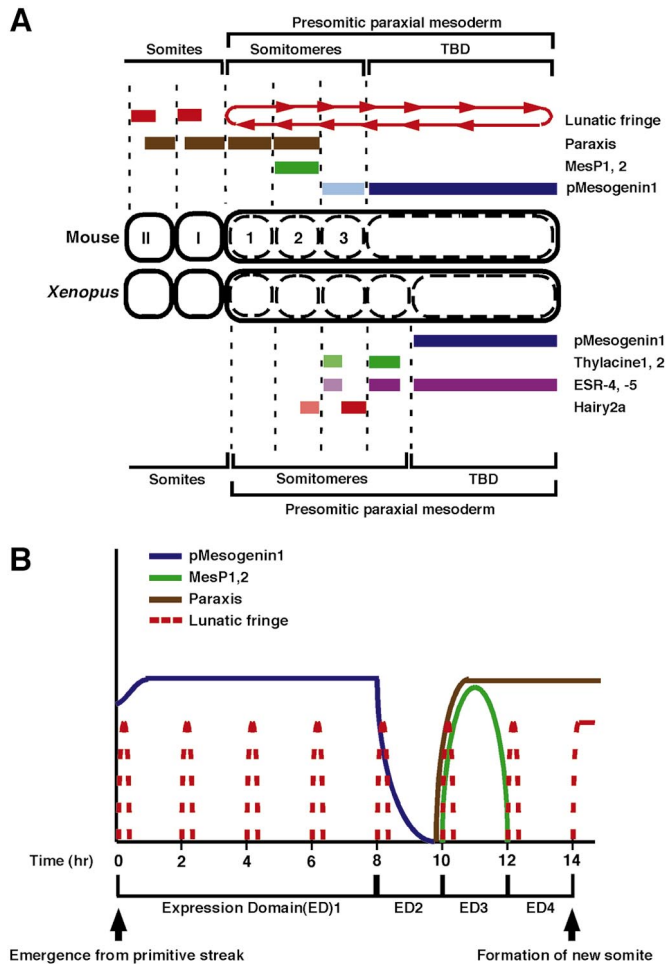 A
Presomitic paraxial mesoderm
Somites Somitomeres TBD
Lunatic fringe
Paraxis
MesP1, 2
pMesogenin1
Mouse II I 1 2 3
Xenopus
pMesogenin1
Thylacine1, 2
ESR-4, -5
Hairy2a
Somites Somitomeres TBD
Presomitic paraxial mesoderm
B
pMesogenin1
MesP1,2
Paraxis
Lunatic fringe
Time (hr) 0 2 4 6 8 10 12 14
Expression Domain(ED)1 ED2 ED3 ED4
Emergence from primitive streak Formation of new somite